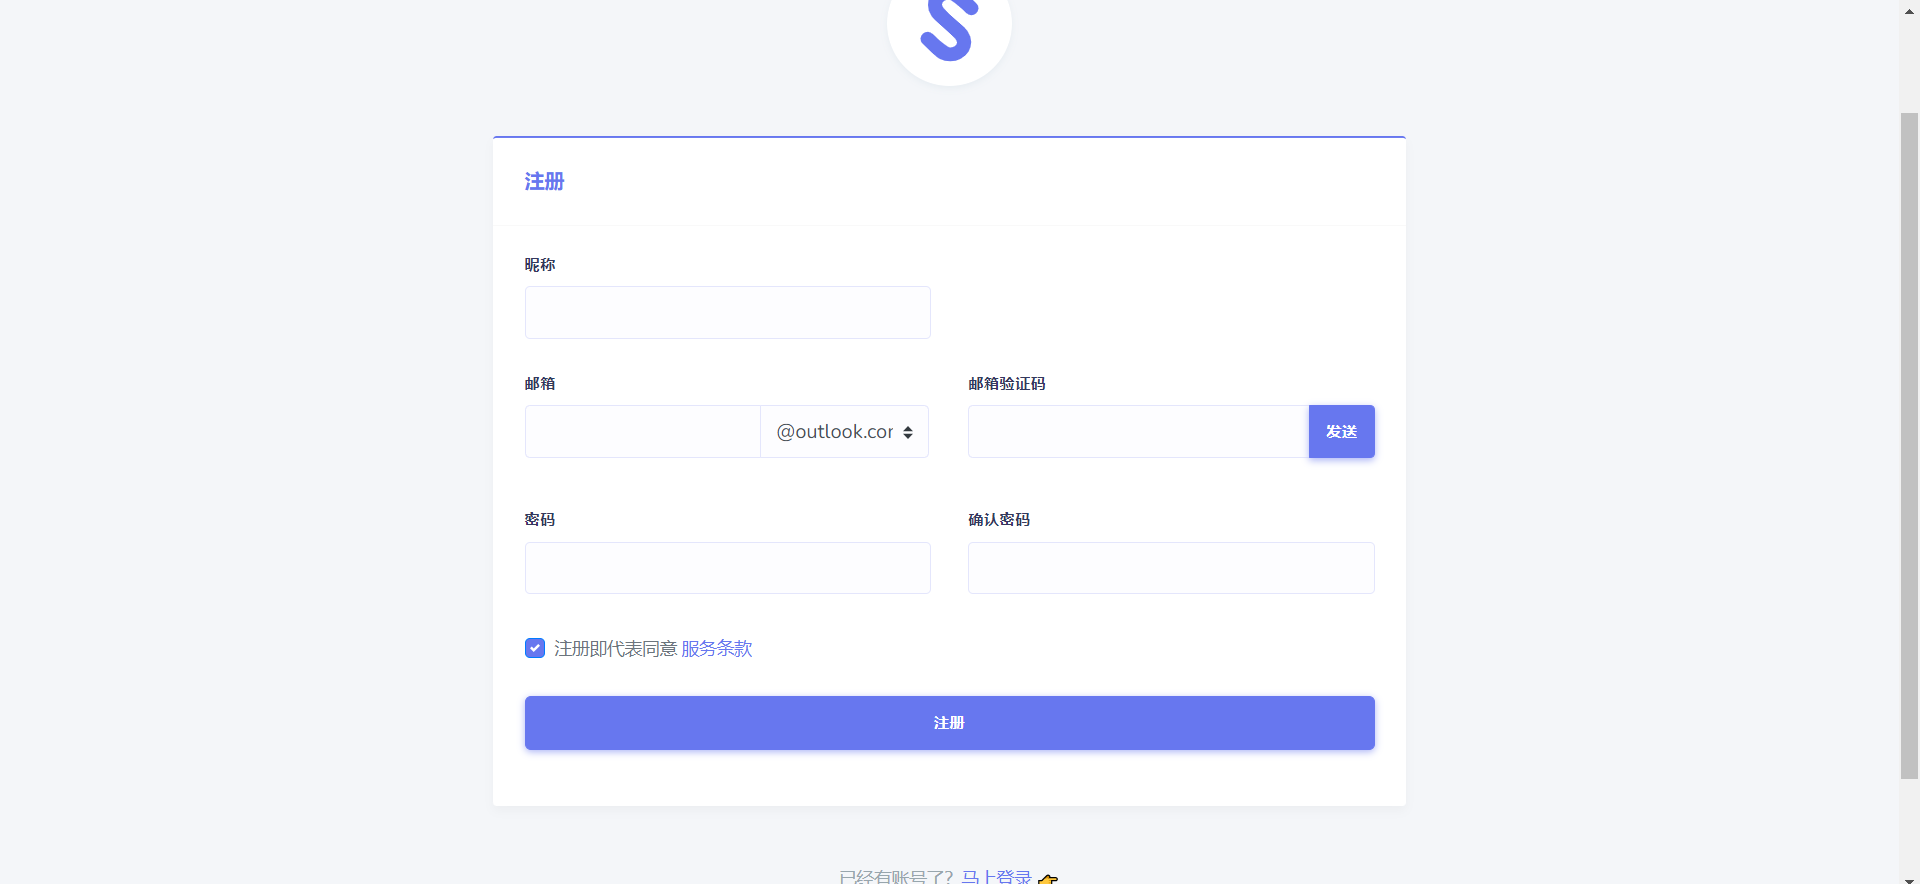 S
注册
昵称
邮箱
邮箱验证码
@outlook.cor
发送
密码
确认密码
注册即代表同意 服务条款
注册
已经有账号了? 马上登录 👉